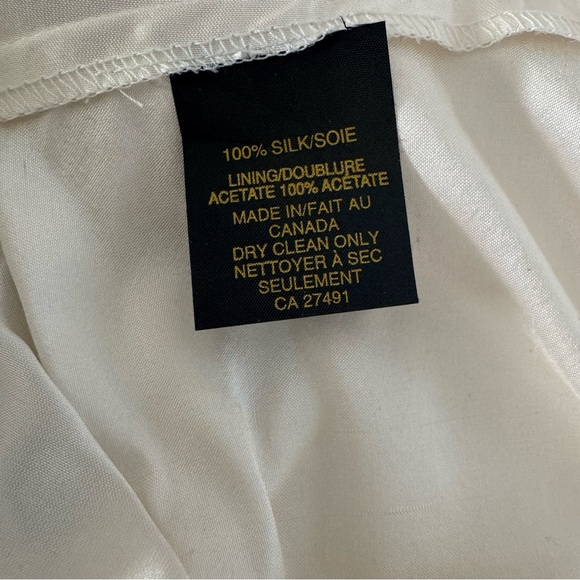 100% SILK/SOIE
LINING/DOUBLURE
ACETATE 100% ACÉTATE
MADE IN/FAIT AU
CANADA
DRY CLEAN ONLY
NETTOYER À SEC
SEULEMENT
CA 27491